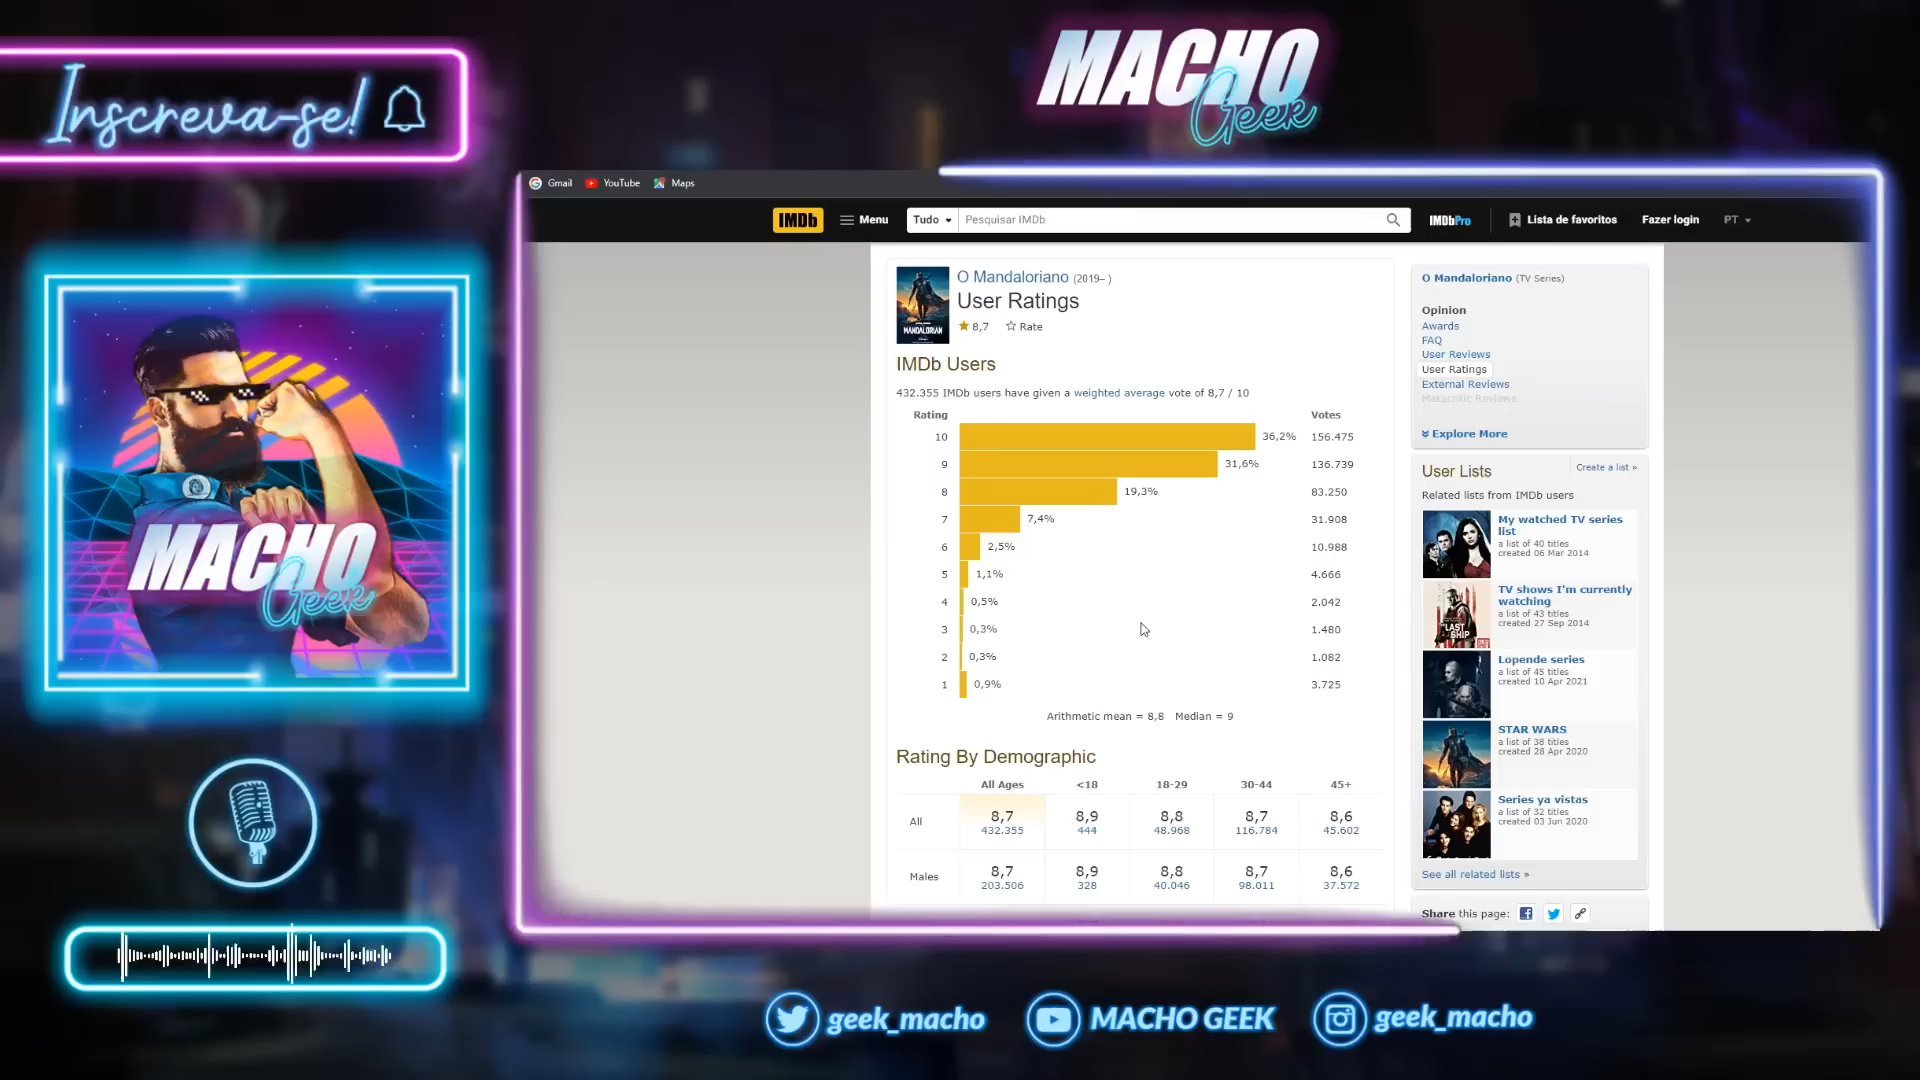 Inscreva-se!
MACHO
Geek
Gmail
YouTube
Maps
IMDb
Menu
Tudo
Pesquisar IMDb
IMDbPro
Lista de favoritos
Fazer login
PT
O Mandaloriano (2019– )
User Ratings
8,7
Rate
MANDALORIAN
IMDb Users
432.355 IMDb users have given a weighted average vote of 8,7 / 10
Rating Votes
10 36,2% 156.475
9 31,6% 136.739
8 19,3% 83.250
7 7,4% 31.908
6 2,5% 10.988
5 1,1% 4.666
4 0,5% 2.042
3 0,3% 1.480
2 0,3% 1.082
1 0,9% 3.725
Arithmetic mean = 8,8 Median = 9
Rating By Demographic
All Ages <18 18-29 30-44 45+
All 8,7 8,9 8,8 8,7 8,6
432.355 444 48.968 116.784 45.602
Males 8,7 8,9 8,8 8,7 8,6
203.506 328 40.046 98.011 37.572
O Mandaloriano (TV Series)
Opinion
Awards
FAQ
User Reviews
User Ratings
External Reviews
Metacritic Reviews
Explore More
User Lists
Create a list »
Related lists from IMDb users
My watched TV series
list
a list of 40 titles
created 06 Mar 2014
TV shows I'm currently
watching
a list of 43 titles
created 27 Sep 2014
LAST
SHIP
Lopende series
a list of 45 titles
created 10 Apr 2021
STAR WARS
a list of 38 titles
created 28 Apr 2020
Series ya vistas
a list of 32 titles
created 03 Jun 2020
See all related lists »
Share this page:
MACHO
Geek
geek_macho
MACHO GEEK
geek_macho